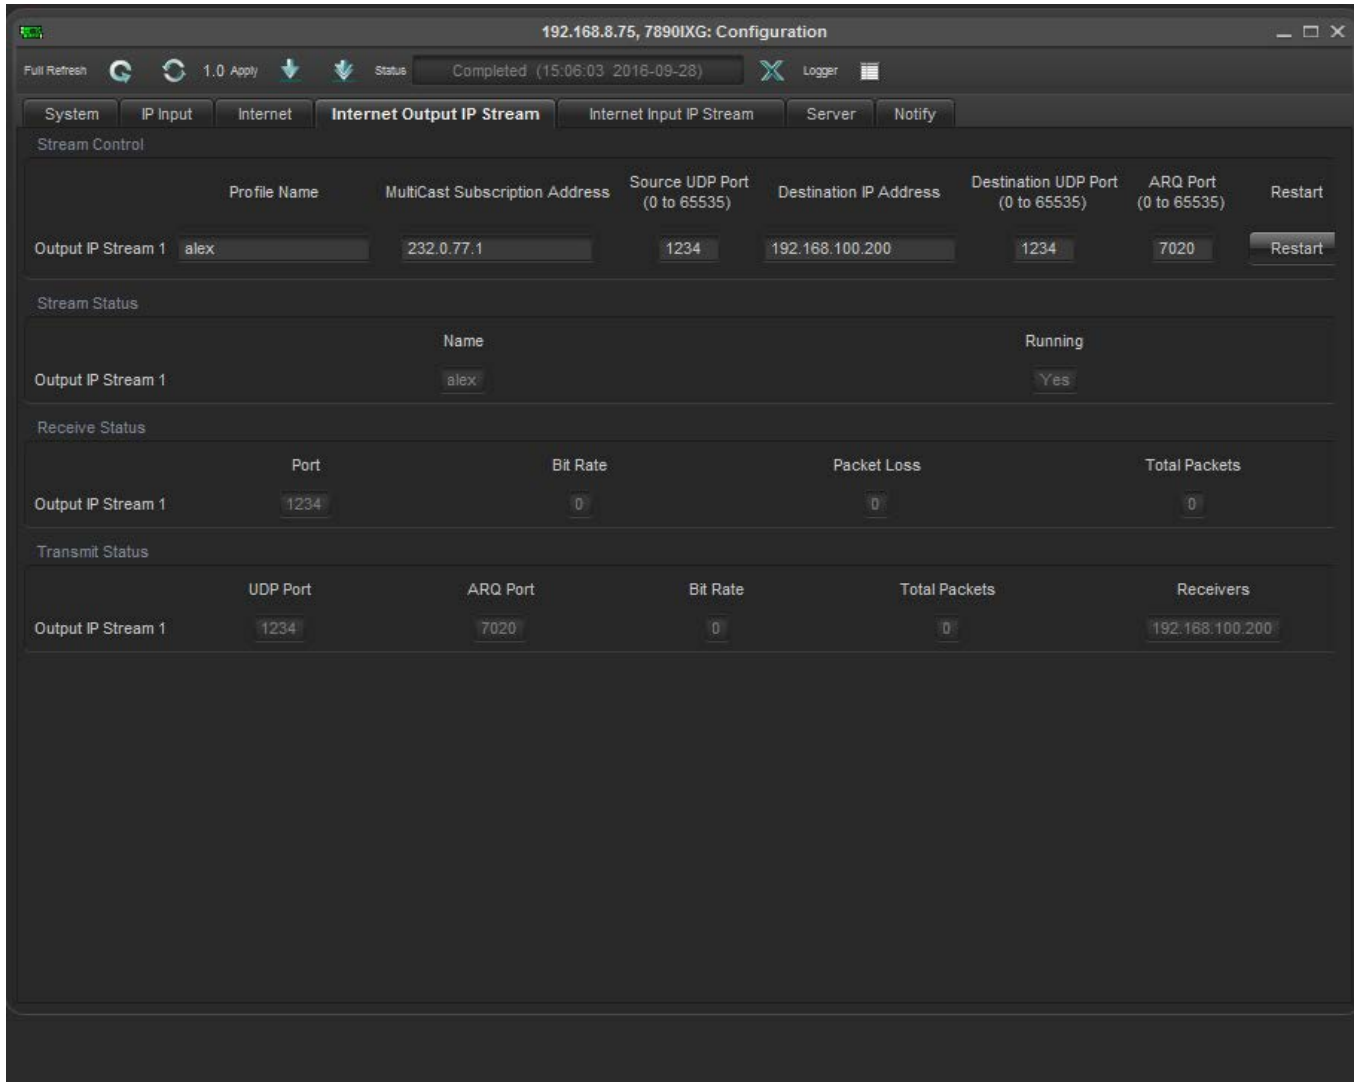 192.168.8.75, 7890IXG: Configuration
Full Refresh 1.0 Apply Status Completed (15:06:03 2016-09-28) Logger
System IP Input Internet Internet Output IP Stream Internet Input IP Stream Server Notify
Stream Control
Profile Name MultiCast Subscription Address Source UDP Port (0 to 65535) Destination IP Address Destination UDP Port (0 to 65535) ARQ Port (0 to 65535) Restart
Output IP Stream 1 alex 232.0.77.1 1234 192.168.100.200 1234 7020 Restart
Stream Status
Name Running
Output IP Stream 1 alex Yes
Receive Status
Port Bit Rate Packet Loss Total Packets
Output IP Stream 1 1234 0 0 0
Transmit Status
UDP Port ARQ Port Bit Rate Total Packets Receivers
Output IP Stream 1 1234 7020 0 0 192.168.100.200